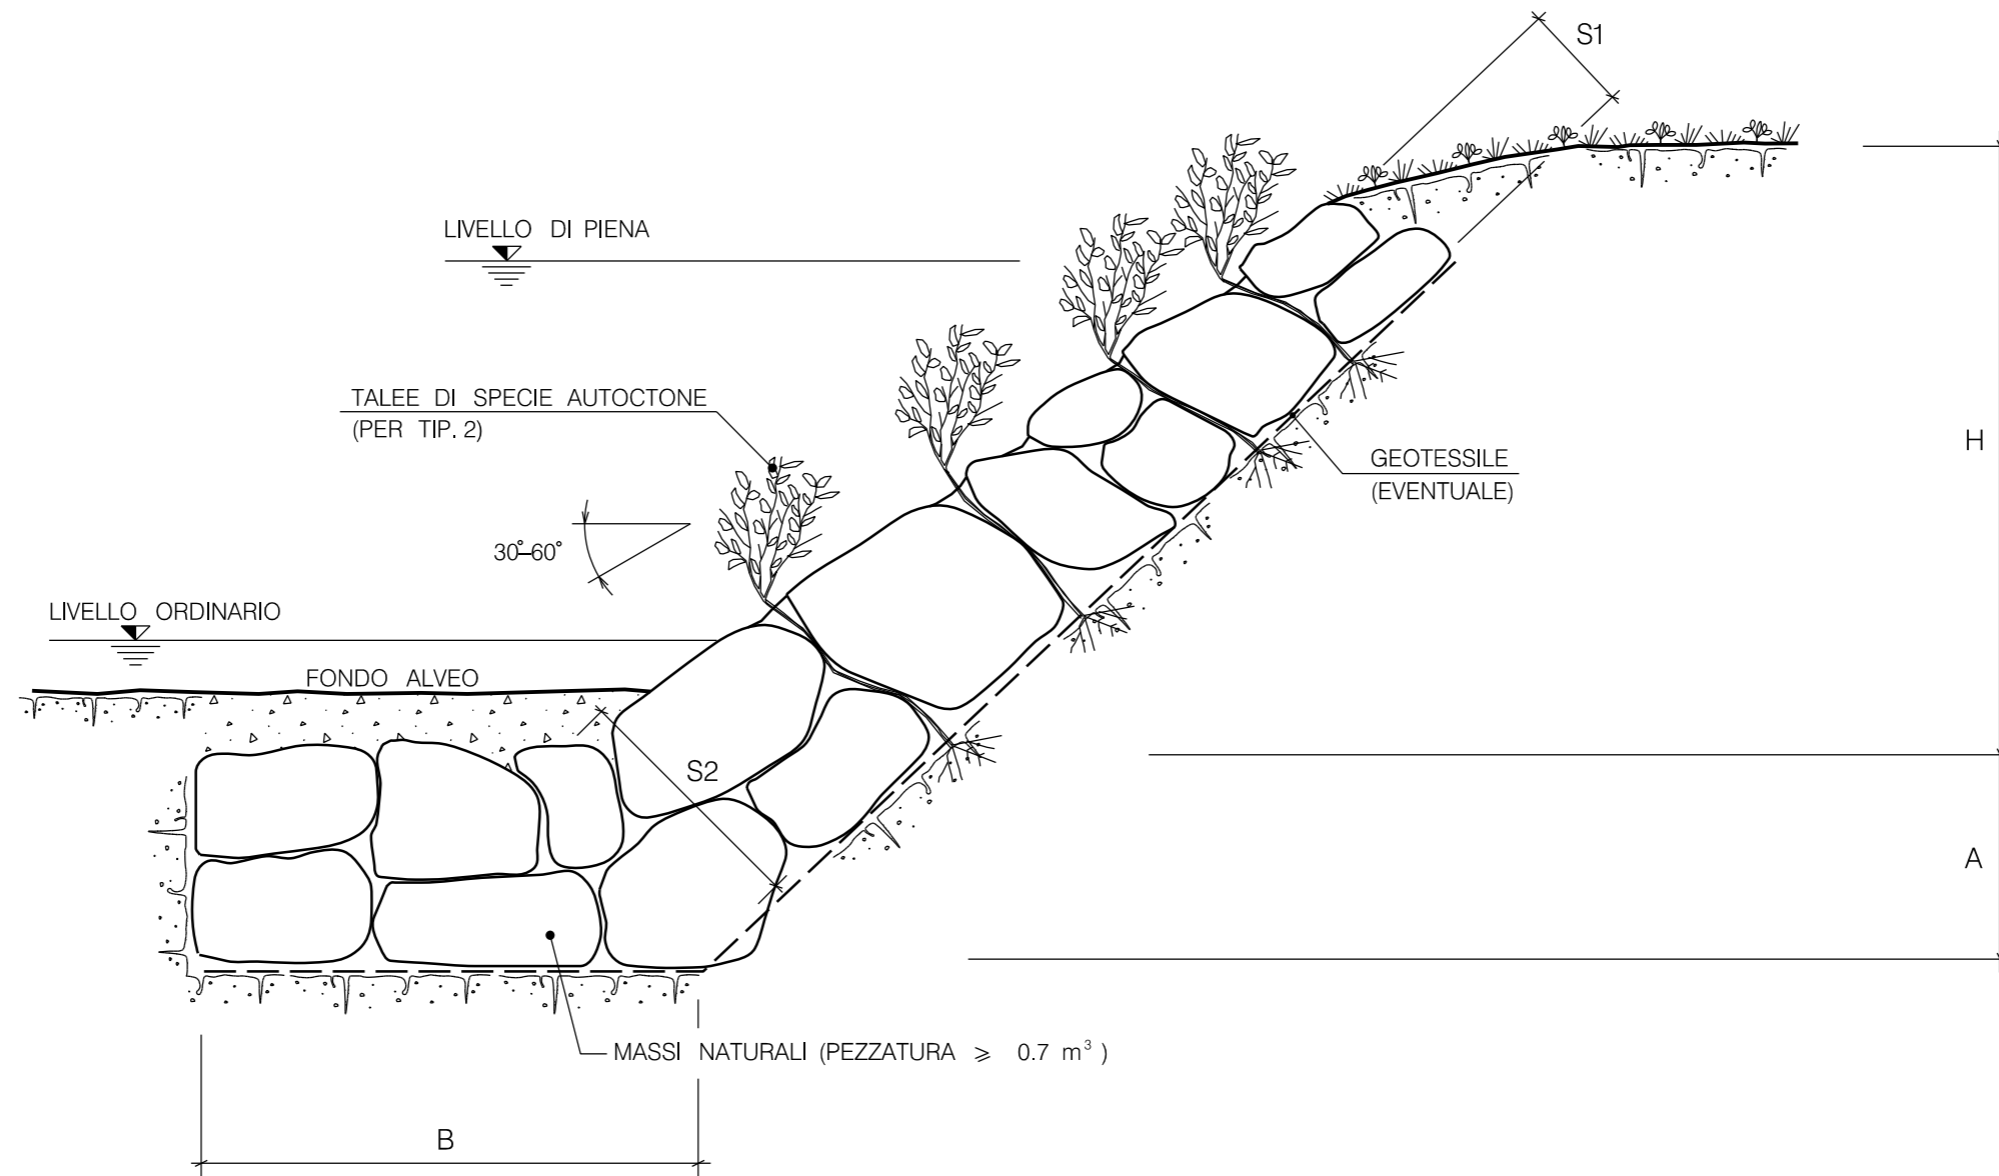 S1
LIVELLO DI PIENA
TALEE DI SPECIE AUTOCTONE
(PER TIP. 2)
H
GEOTESSILE
(EVENTUALE)
30°-60°
LIVELLO ORDINARIO
FONDO ALVEO
S2
A
MASSI NATURALI (PEZZATURA ≥ 0.7 m³ )
B